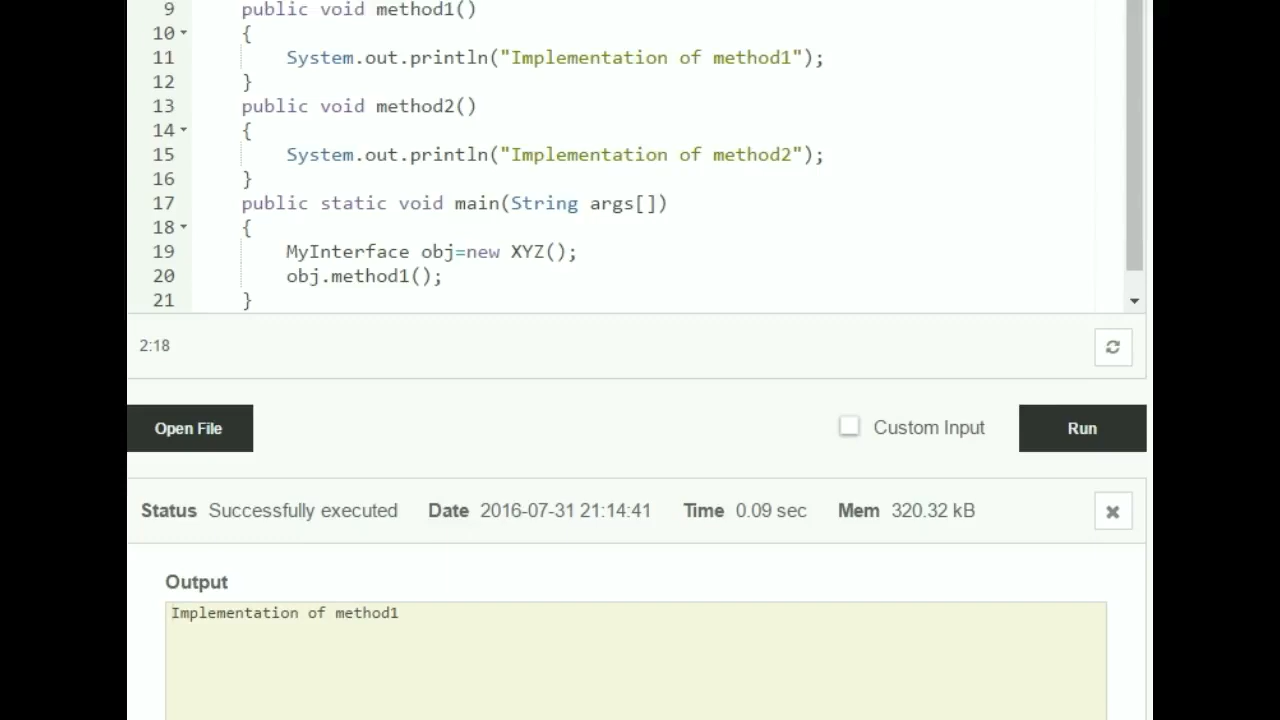 9 public void method1()
10 {
11 System.out.println("Implementation of method1");
12 }
13 public void method2()
14 {
15 System.out.println("Implementation of method2");
16 }
17 public static void main(String args[])
18 {
19 MyInterface obj=new XYZ();
20 obj.method1();
21 }
2:18
Open File Custom Input Run
Status Successfully executed Date 2016-07-31 21:14:41 Time 0.09 sec Mem 320.32 kB
Output
Implementation of method1